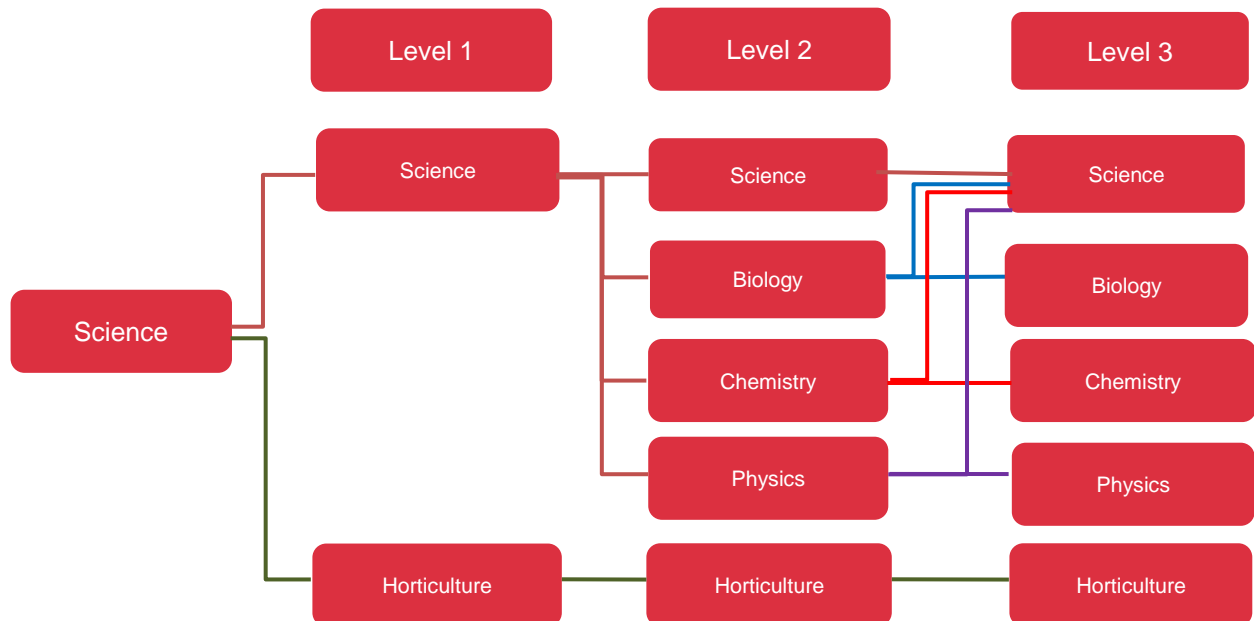 Level 1
Level 2
Level 3
Science
Science
Science
Science
Biology
Biology
Chemistry
Chemistry
Physics
Physics
Horticulture
Horticulture
Horticulture